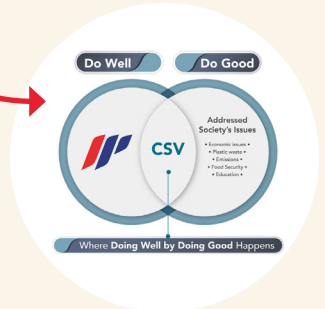 Do Well
Do Good
CSV
Addressed
Society's Issues
• Economic issues •
• Plastic waste •
• Emissions •
• Food Security •
• Education •
Where Doing Well by Doing Good Happens